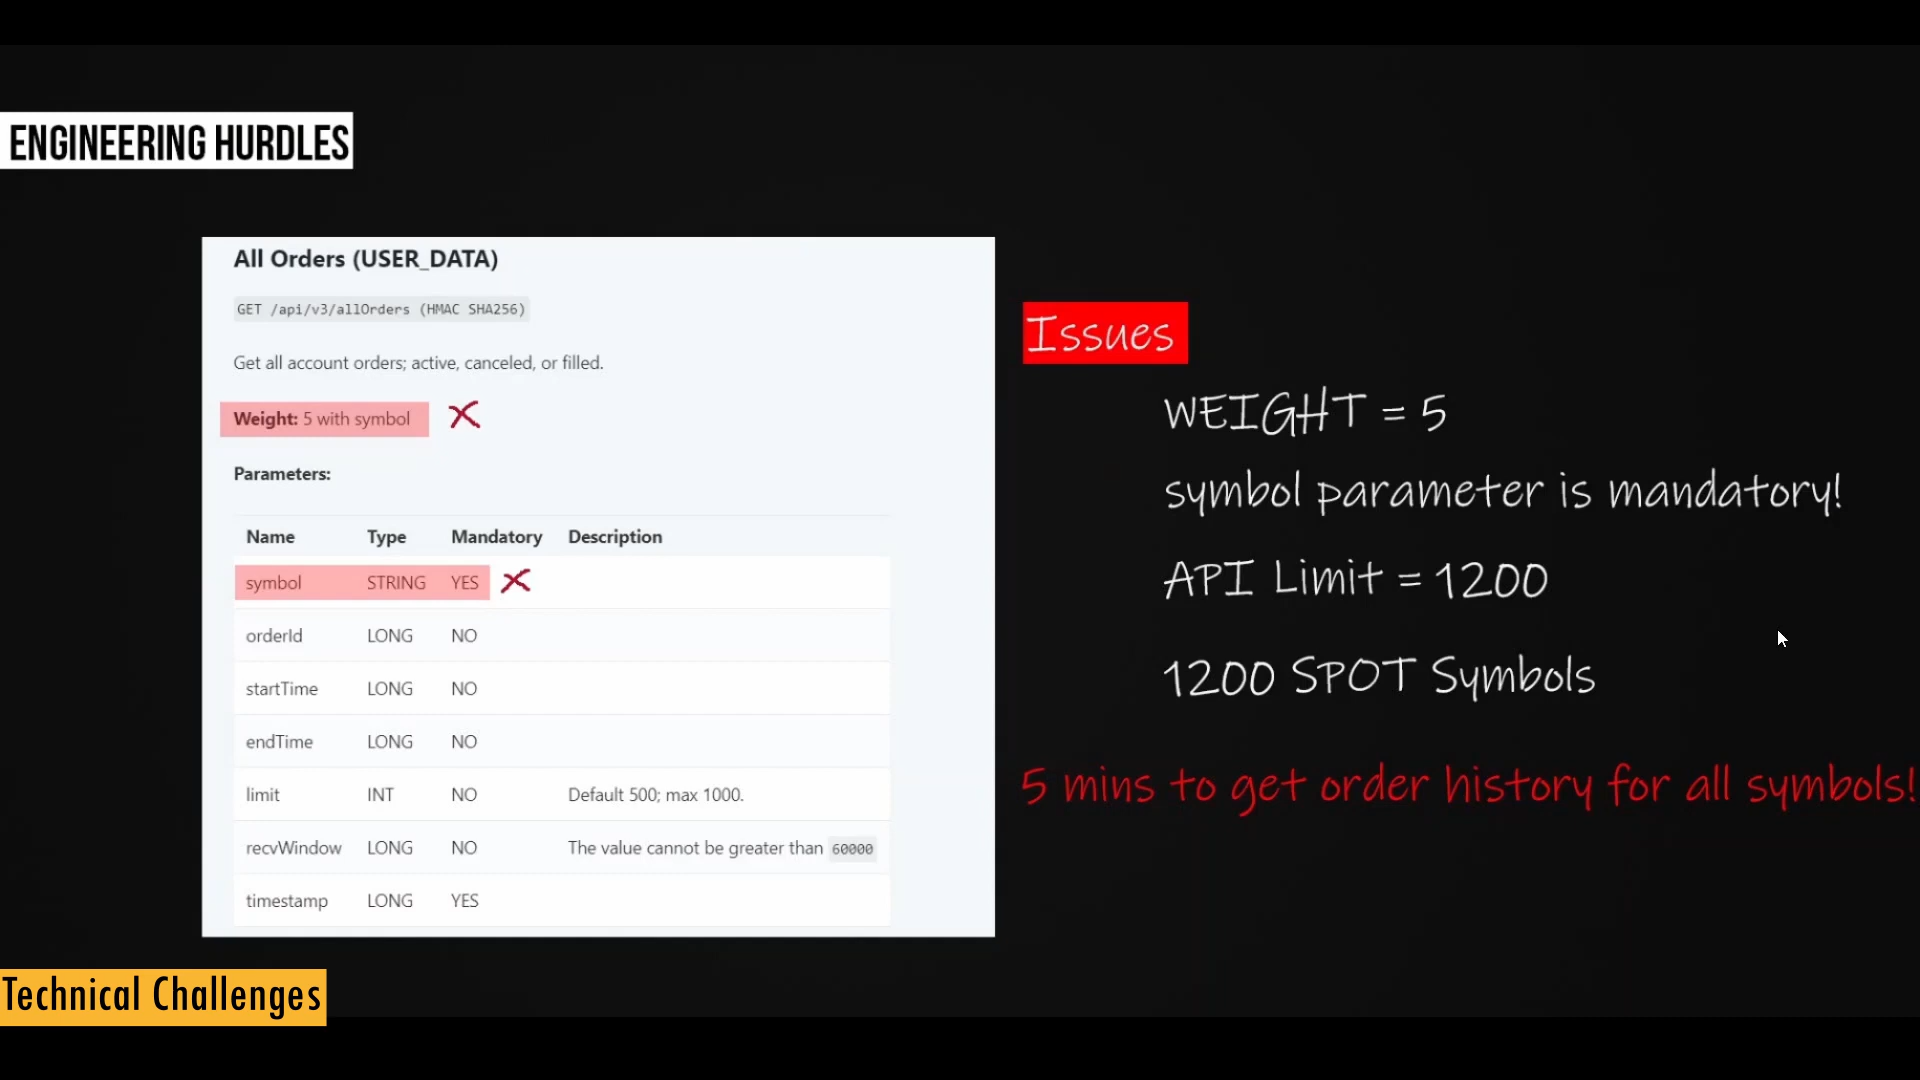 ENGINEERING HURDLES
All Orders (USER_DATA)
GET /api/v3/allOrders (HMAC SHA256)
Get all account orders; active, canceled, or filled.
Weight: 5 with symbol
Parameters:
Name Type Mandatory Description
symbol STRING YES
orderId LONG NO
startTime LONG NO
endTime LONG NO
limit INT NO Default 500; max 1000.
recvWindow LONG NO The value cannot be greater than 60000
timestamp LONG YES
Issues
WEIGHT = 5
symbol parameter is mandatory!
API Limit = 1200
1200 SPOT Symbols
5 mins to get order history for all symbols!
Technical Challenges